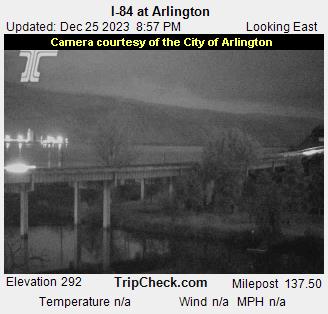 I-84 at Arlington
Updated: Dec 25 2023 8:57 PM Looking East
Camera courtesy of the City of Arlington
Elevation 292 TripCheck.com Milepost 137.50
Temperature n/a Wind n/a MPH n/a